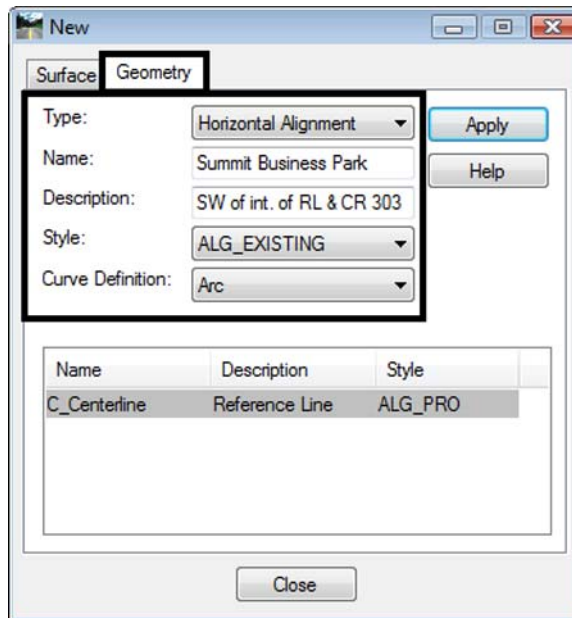 New
Surface Geometry
Type: Horizontal Alignment Apply
Name: Summit Business Park Help
Description: SW of int. of RL & CR 303
Style: ALG_EXISTING
Curve Definition: Arc
Name Description Style
C_Centerline Reference Line ALG_PRO
Close